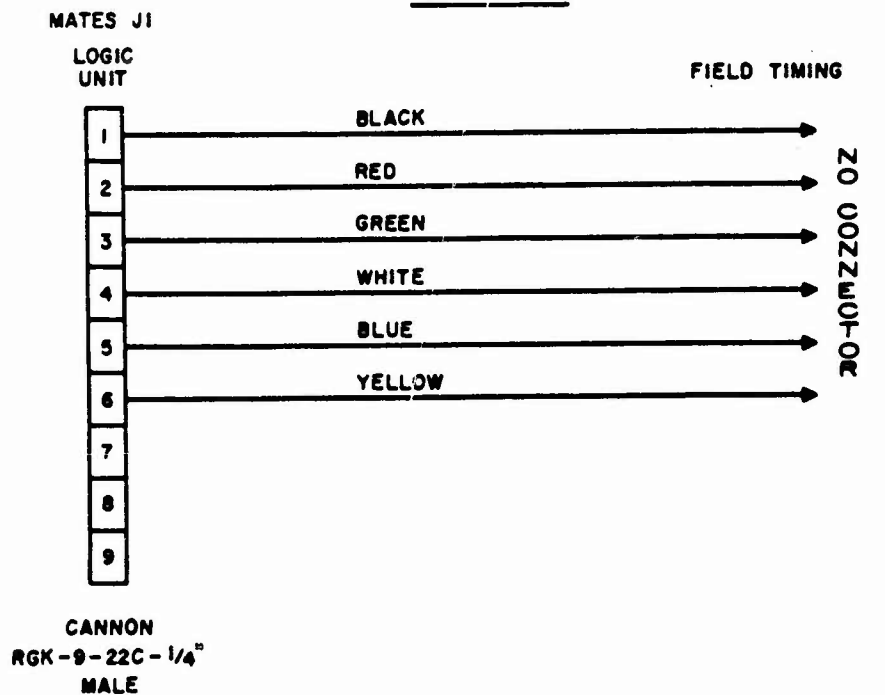 MATES J1
LOGIC
UNIT
FIELD TIMING
1
BLACK
2
RED
3
GREEN
4
WHITE
5
BLUE
6
YELLOW
7
8
9
NO CONNECTOR
CANNON
RGK-9-22C-1/4"
MALE